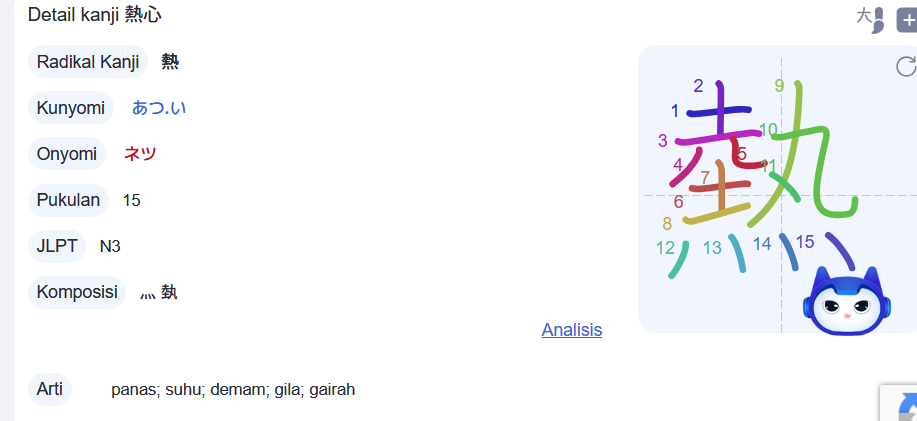 Detail kanji 熱心
大
Radikal Kanji 熱
Kunyomi あつ.い
Onyomi ネツ
Pukulan 15
JLPT N3
Komposisi 灬 埶
Analisis
Arti panas; suhu; demam; gila; gairah
1
2
3
4
5
6
7
8
9
10
11
12
13
14
15